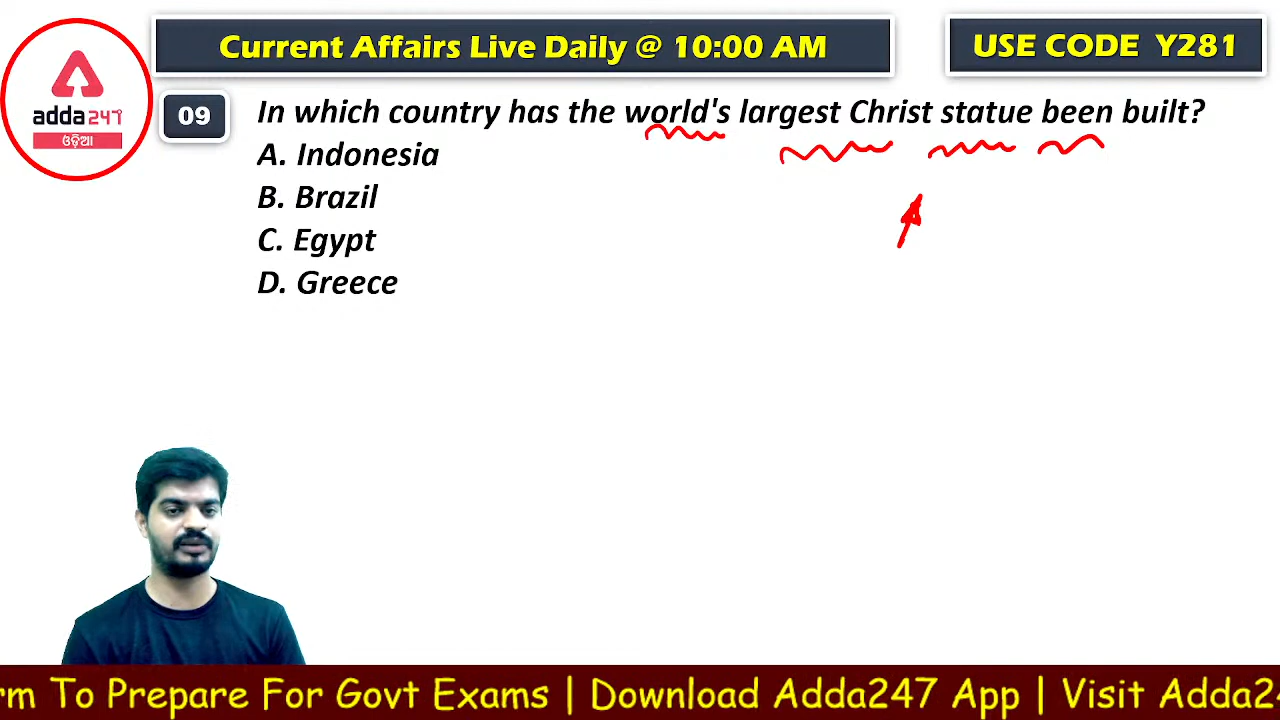 Current Affairs Live Daily @ 10:00 AM
USE CODE Y281
adda247
ଓଡ଼ିଆ
09
In which country has the world's largest Christ statue been built?
A. Indonesia
B. Brazil
C. Egypt
D. Greece
rm To Prepare For Govt Exams | Download Adda247 App | Visit Adda24